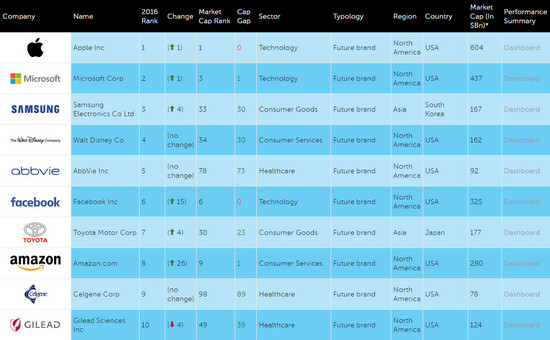 Company Name 2016 Rank Change Market Cap Rank Cap Gap Sector Typology Region Country Market Cap (In $Bn)* Performance Summary
Apple Inc 1 (⬆ 1) 1 0 Technology Future brand North America USA 604 Dashboard
Microsoft Microsoft Corp 2 (⬆ 1) 3 1 Technology Future brand North America USA 437 Dashboard
SAMSUNG Samsung Electronics Co Ltd 3 (⬆ 4) 33 30 Consumer Goods Future brand Asia South Korea 167 Dashboard
The Walt Disney Company Walt Disney Co 4 (no change) 34 30 Consumer Services Future brand North America USA 162 Dashboard
abbvie AbbVie Inc 5 (no change) 78 73 Healthcare Future brand North America USA 92 Dashboard
facebook Facebook Inc 6 (⬆ 15) 6 0 Technology Future brand North America USA 325 Dashboard
TOYOTA Toyota Motor Corp 7 (⬆ 4) 30 23 Consumer Goods Future brand Asia Japan 177 Dashboard
amazon Amazon.com 8 (⬆ 26) 9 1 Consumer Services Future brand North America USA 280 Dashboard
Celgene Celgene Corp 9 (no change) 98 89 Healthcare Future brand North America USA 78 Dashboard
GILEAD Gilead Sciences Inc 10 (⬇ 4) 49 39 Healthcare Future brand North America USA 124 Dashboard